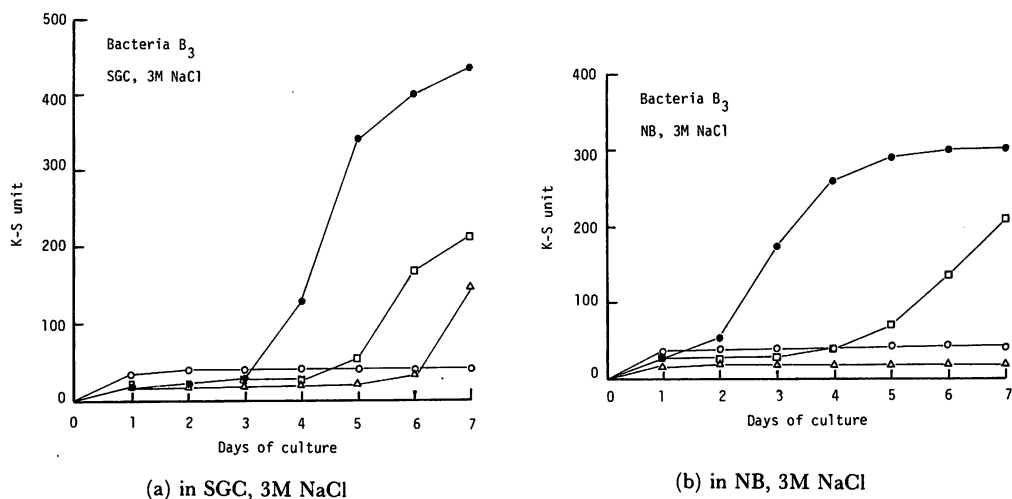 500
400
300
200
100
0
K-S unit
Bacteria B3
SGC, 3M NaCl
0 1 2 3 4 5 6 7
Days of culture
(a) in SGC, 3M NaCl
400
300
200
100
0
K-S unit
Bacteria B3
NB, 3M NaCl
0 1 2 3 4 5 6 7
Days of culture
(b) in NB, 3M NaCl